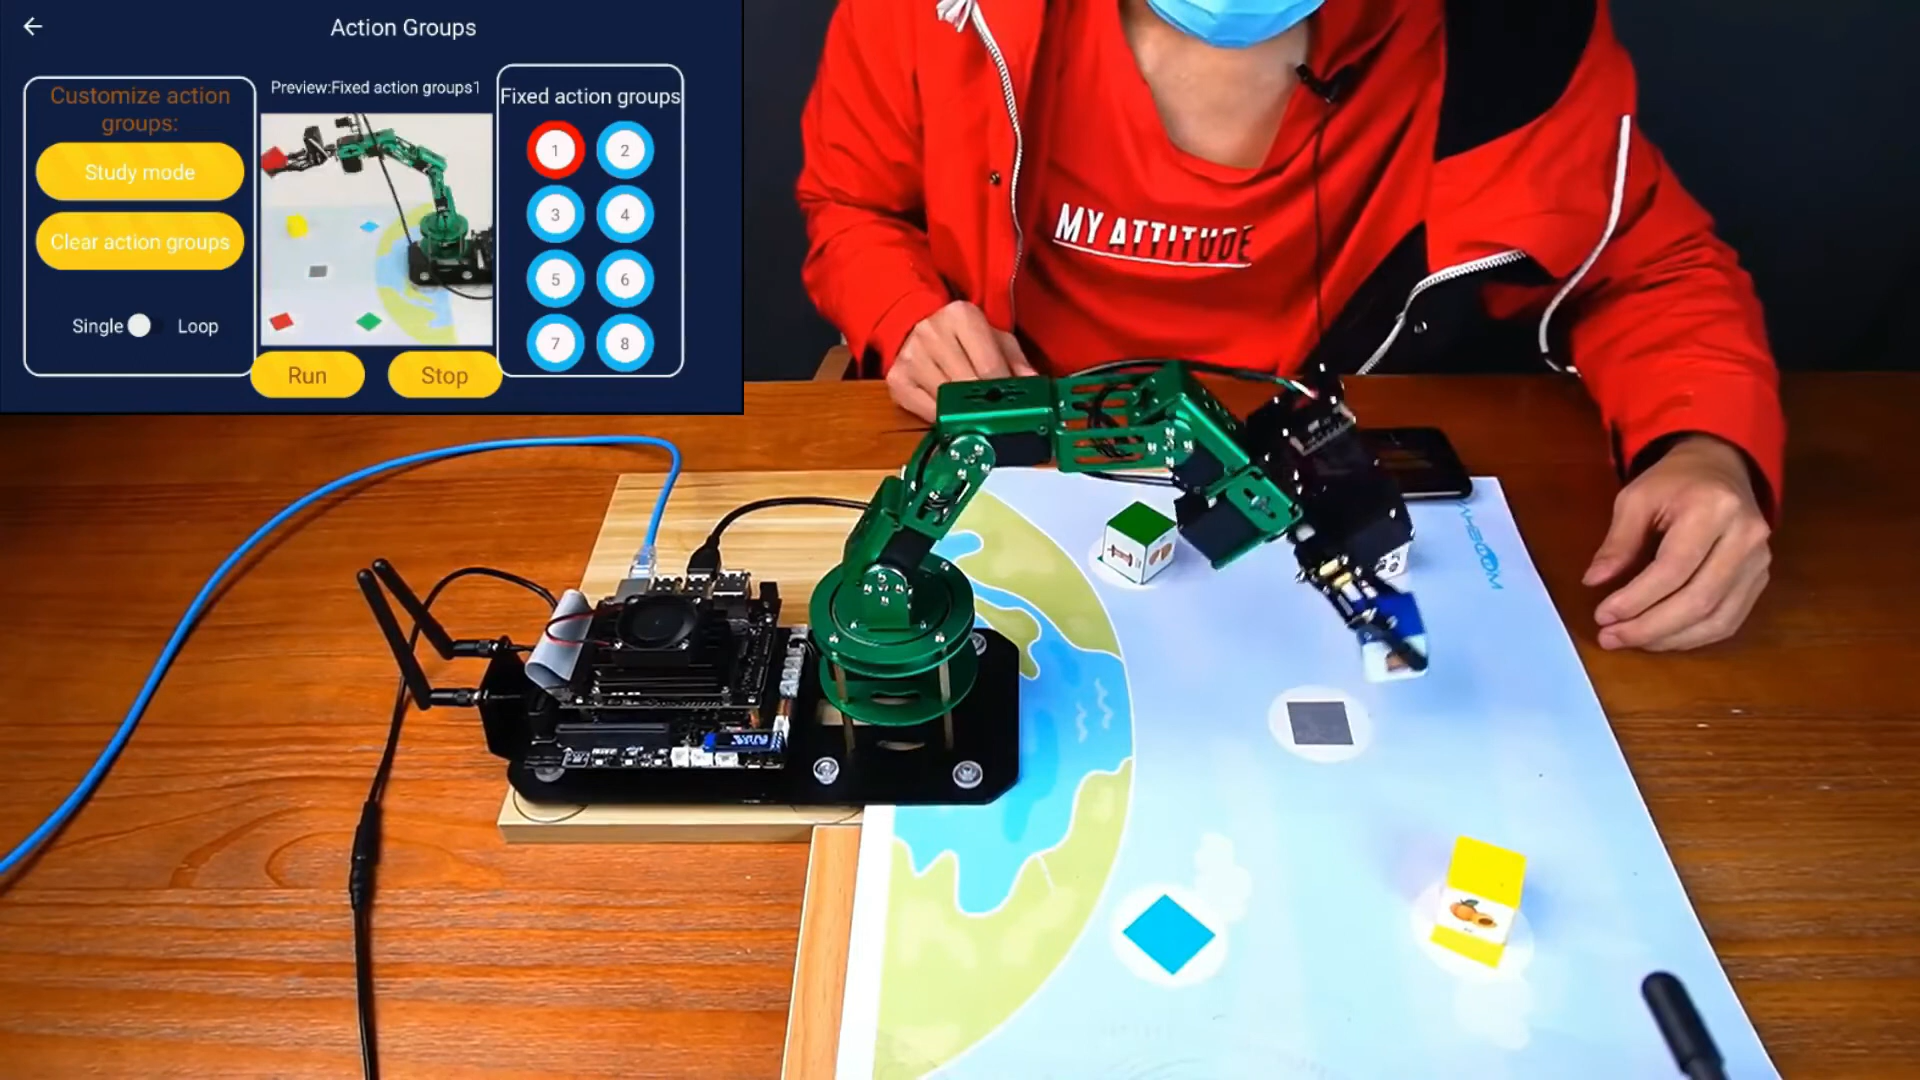 Action Groups
Customize action
groups:
Study mode
Clear action groups
Single
Loop
Preview:Fixed action groups1
Run
Stop
Fixed action groups
1
2
3
4
5
6
7
8
MY ATTITUDE